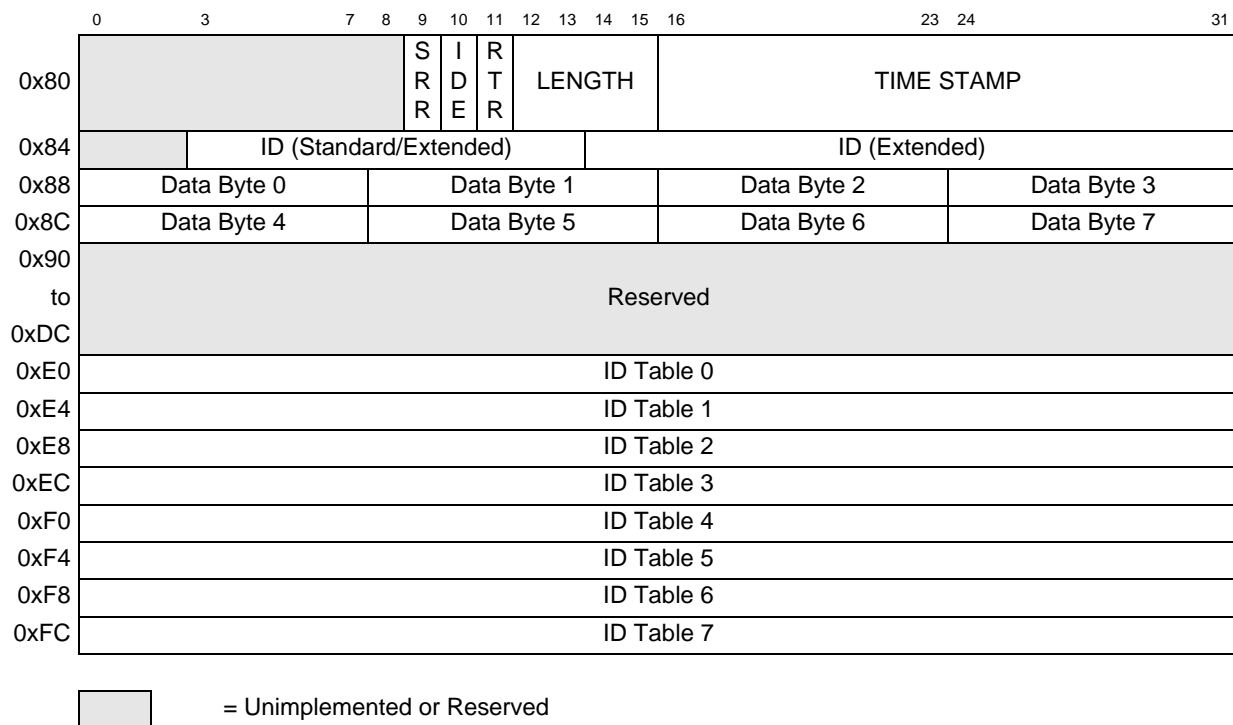 0 3 7 8 9 10 11 12 13 14 15 16 23 24 31
0x80 SRR IDE RTR LENGTH TIME STAMP
0x84 ID (Standard/Extended) ID (Extended)
0x88 Data Byte 0 Data Byte 1 Data Byte 2 Data Byte 3
0x8C Data Byte 4 Data Byte 5 Data Byte 6 Data Byte 7
0x90
to Reserved
0xDC
0xE0 ID Table 0
0xE4 ID Table 1
0xE8 ID Table 2
0xEC ID Table 3
0xF0 ID Table 4
0xF4 ID Table 5
0xF8 ID Table 6
0xFC ID Table 7
= Unimplemented or Reserved